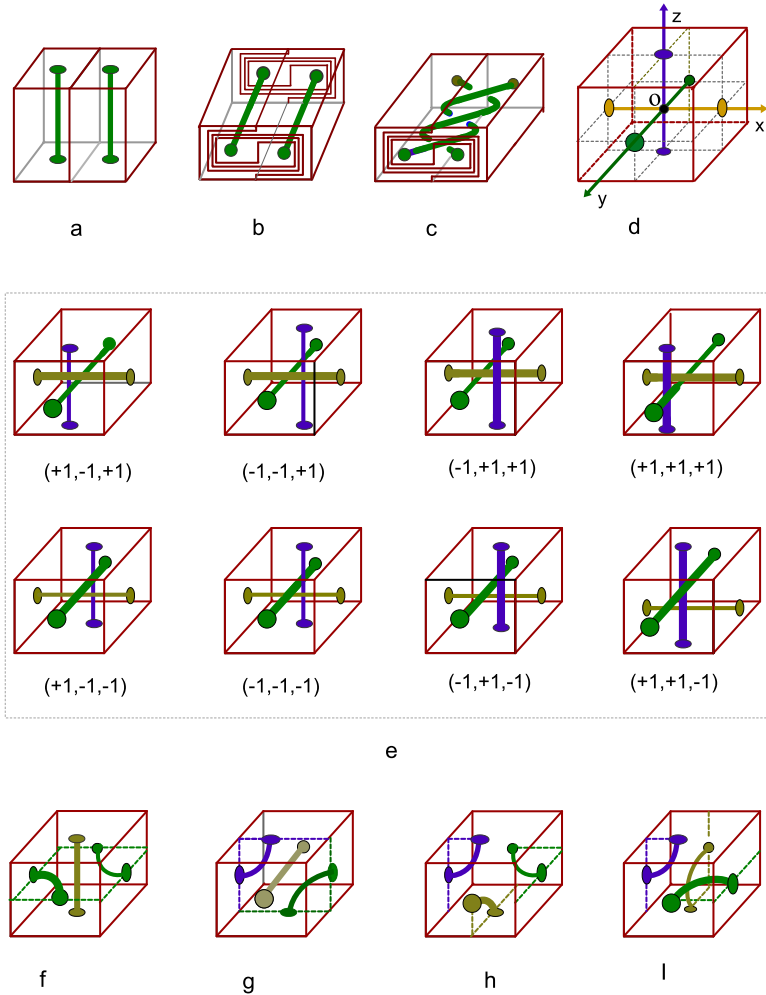 z
O
x
y
a b c d
(+1,-1,+1) (-1,-1,+1) (-1,+1,+1) (+1,+1,+1)
(+1,-1,-1) (-1,-1,-1) (-1,+1,-1) (+1,+1,-1)
e
f g h I